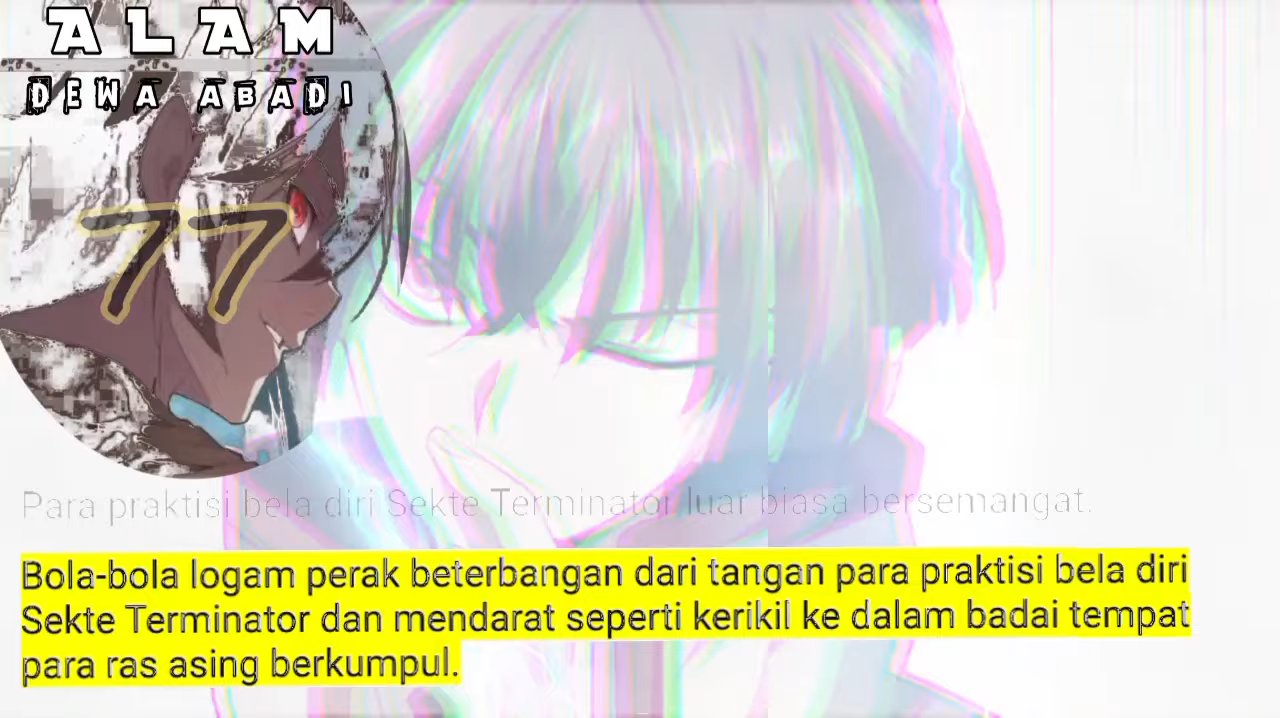 ALAM
DEWA ABADI
77
Para praktisi bela diri Sekte Terminator luar biasa bersemangat.
Bola-bola logam perak beterbangan dari tangan para praktisi bela diri
Sekte Terminator dan mendarat seperti kerikil ke dalam badai tempat
para ras asing berkumpul.